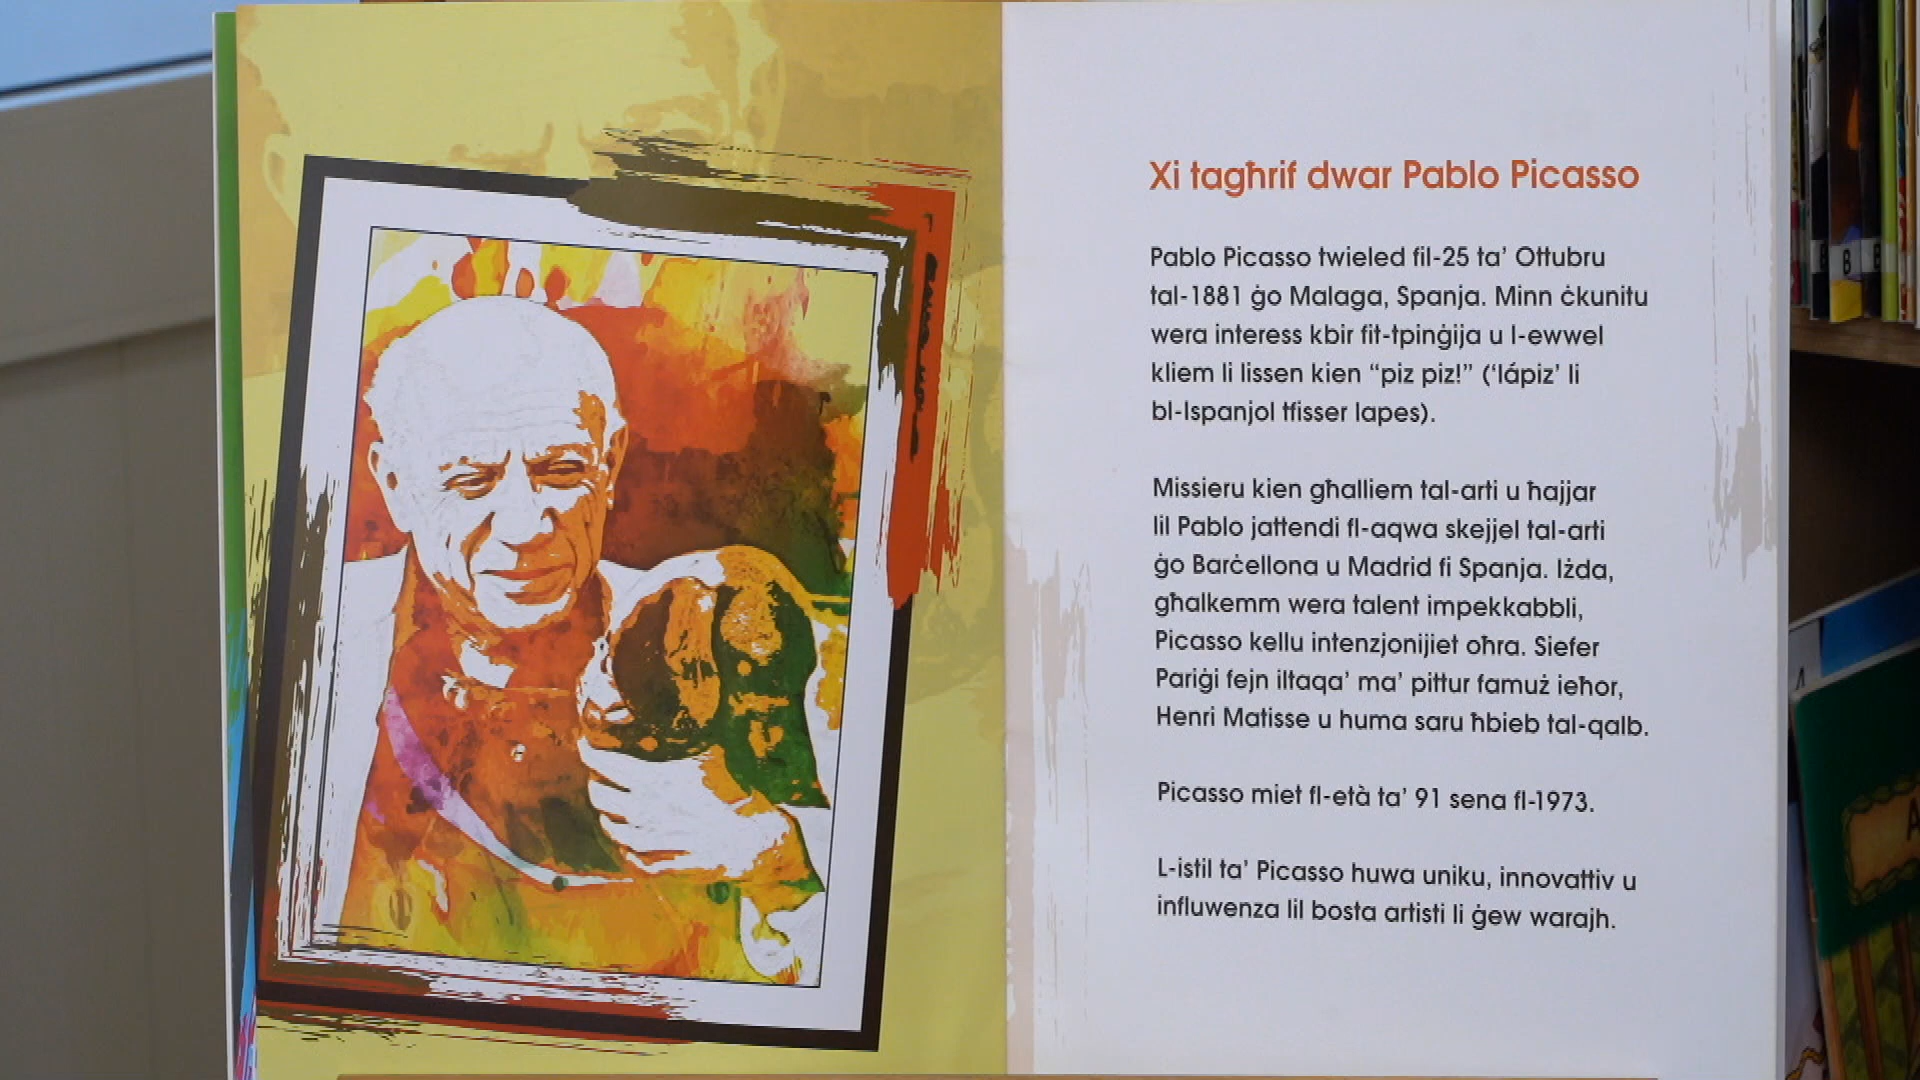 Xi tagħrif dwar Pablo Picasso
Pablo Picasso twieled fil-25 ta' Ottubru
tal-1881 ġo Malaga, Spanja. Minn ċkunitu
wera interess kbir fit-tpinġija u l-ewwel
kliem li lissen kien “piz piz!” (‘lápiz’ li
bl-Ispanjol tfisser lapes).
Missieru kien għalliem tal-arti u ħajjar
lil Pablo jattendi fl-aqwa skejjel tal-arti
ġo Barċellona u Madrid fi Spanja. Iżda,
għalkemm wera talent impekkabbli,
Picasso kellu intenzjonijiet oħra. Siefer
Pariġi fejn iltaqa' ma' pittur famuż ieħor,
Henri Matisse u huma saru ħbieb tal-qalb.
Picasso miet fl-età ta' 91 sena fl-1973.
L-istil ta' Picasso huwa uniku, innovattiv u
influwenza lil bosta artisti li ġew warajh.
B